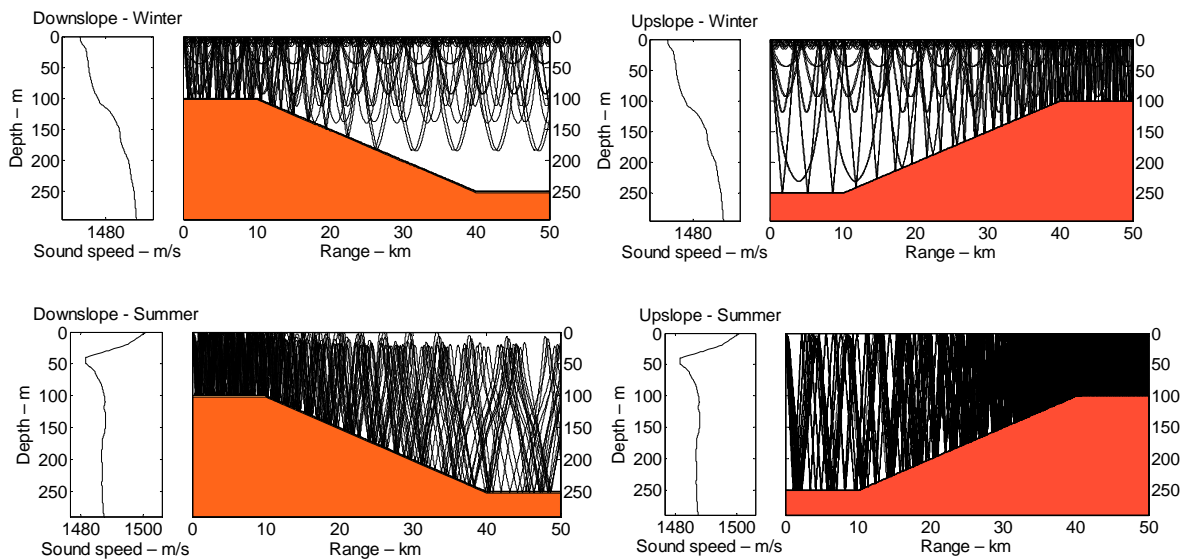 Downslope - Winter
0
50
100
150
200
250
Depth – m
1480
Sound speed – m/s
0
50
100
150
200
250
0 10 20 30 40 50
Range – km
Upslope - Winter
0
50
100
150
200
250
Depth – m
1480
Sound speed – m/s
0
50
100
150
200
250
0 10 20 30 40 50
Range – km
Downslope - Summer
0
50
100
150
200
250
Depth – m
1480 1500
Sound speed – m/s
0
50
100
150
200
250
0 10 20 30 40 50
Range – km
Upslope - Summer
0
50
100
150
200
250
Depth – m
1480 1500
Sound speed – m/s
0
50
100
150
200
250
0 10 20 30 40 50
Range – km